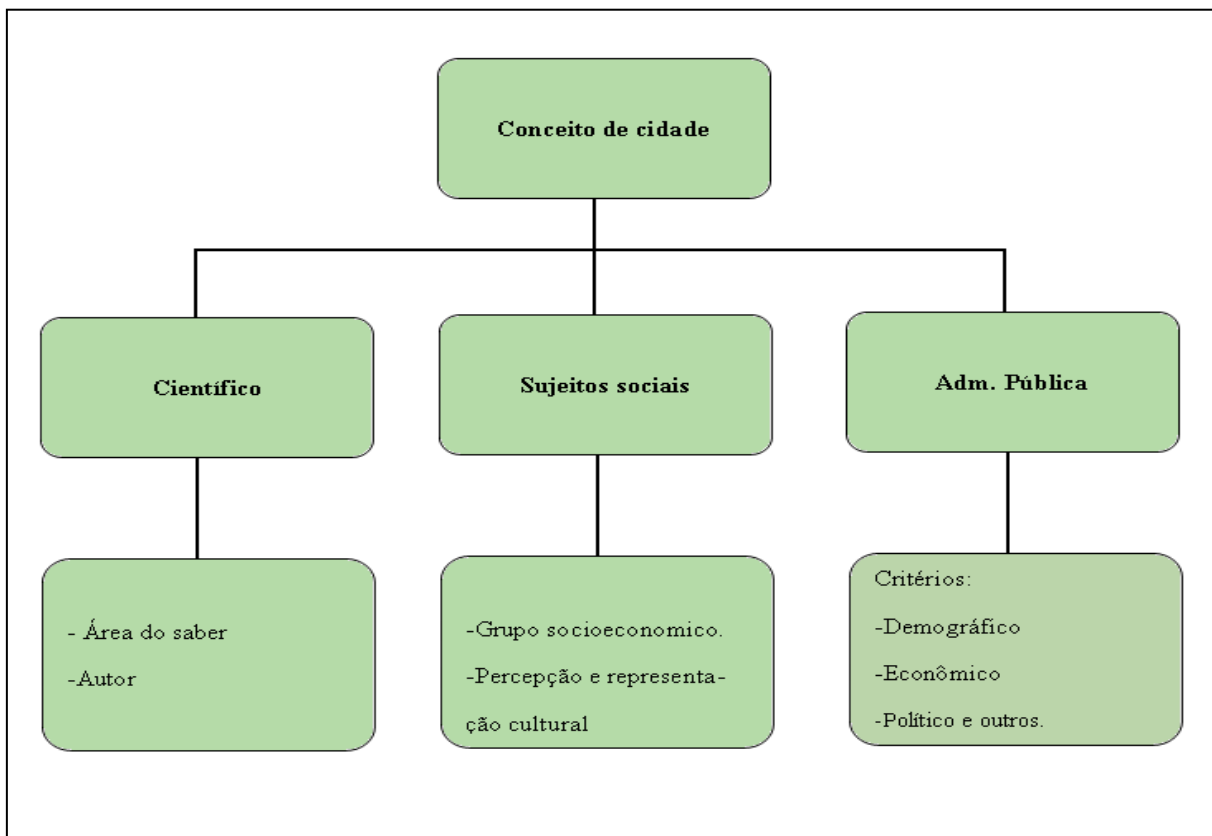 Conceito de cidade
Científico
Sujeitos sociais
Adm. Pública
- Área do saber
-Autor
-Grupo socioeconomico.
-Percepção e representa-
ção cultural
Critérios:
-Demográfico
-Econômico
-Político e outros.